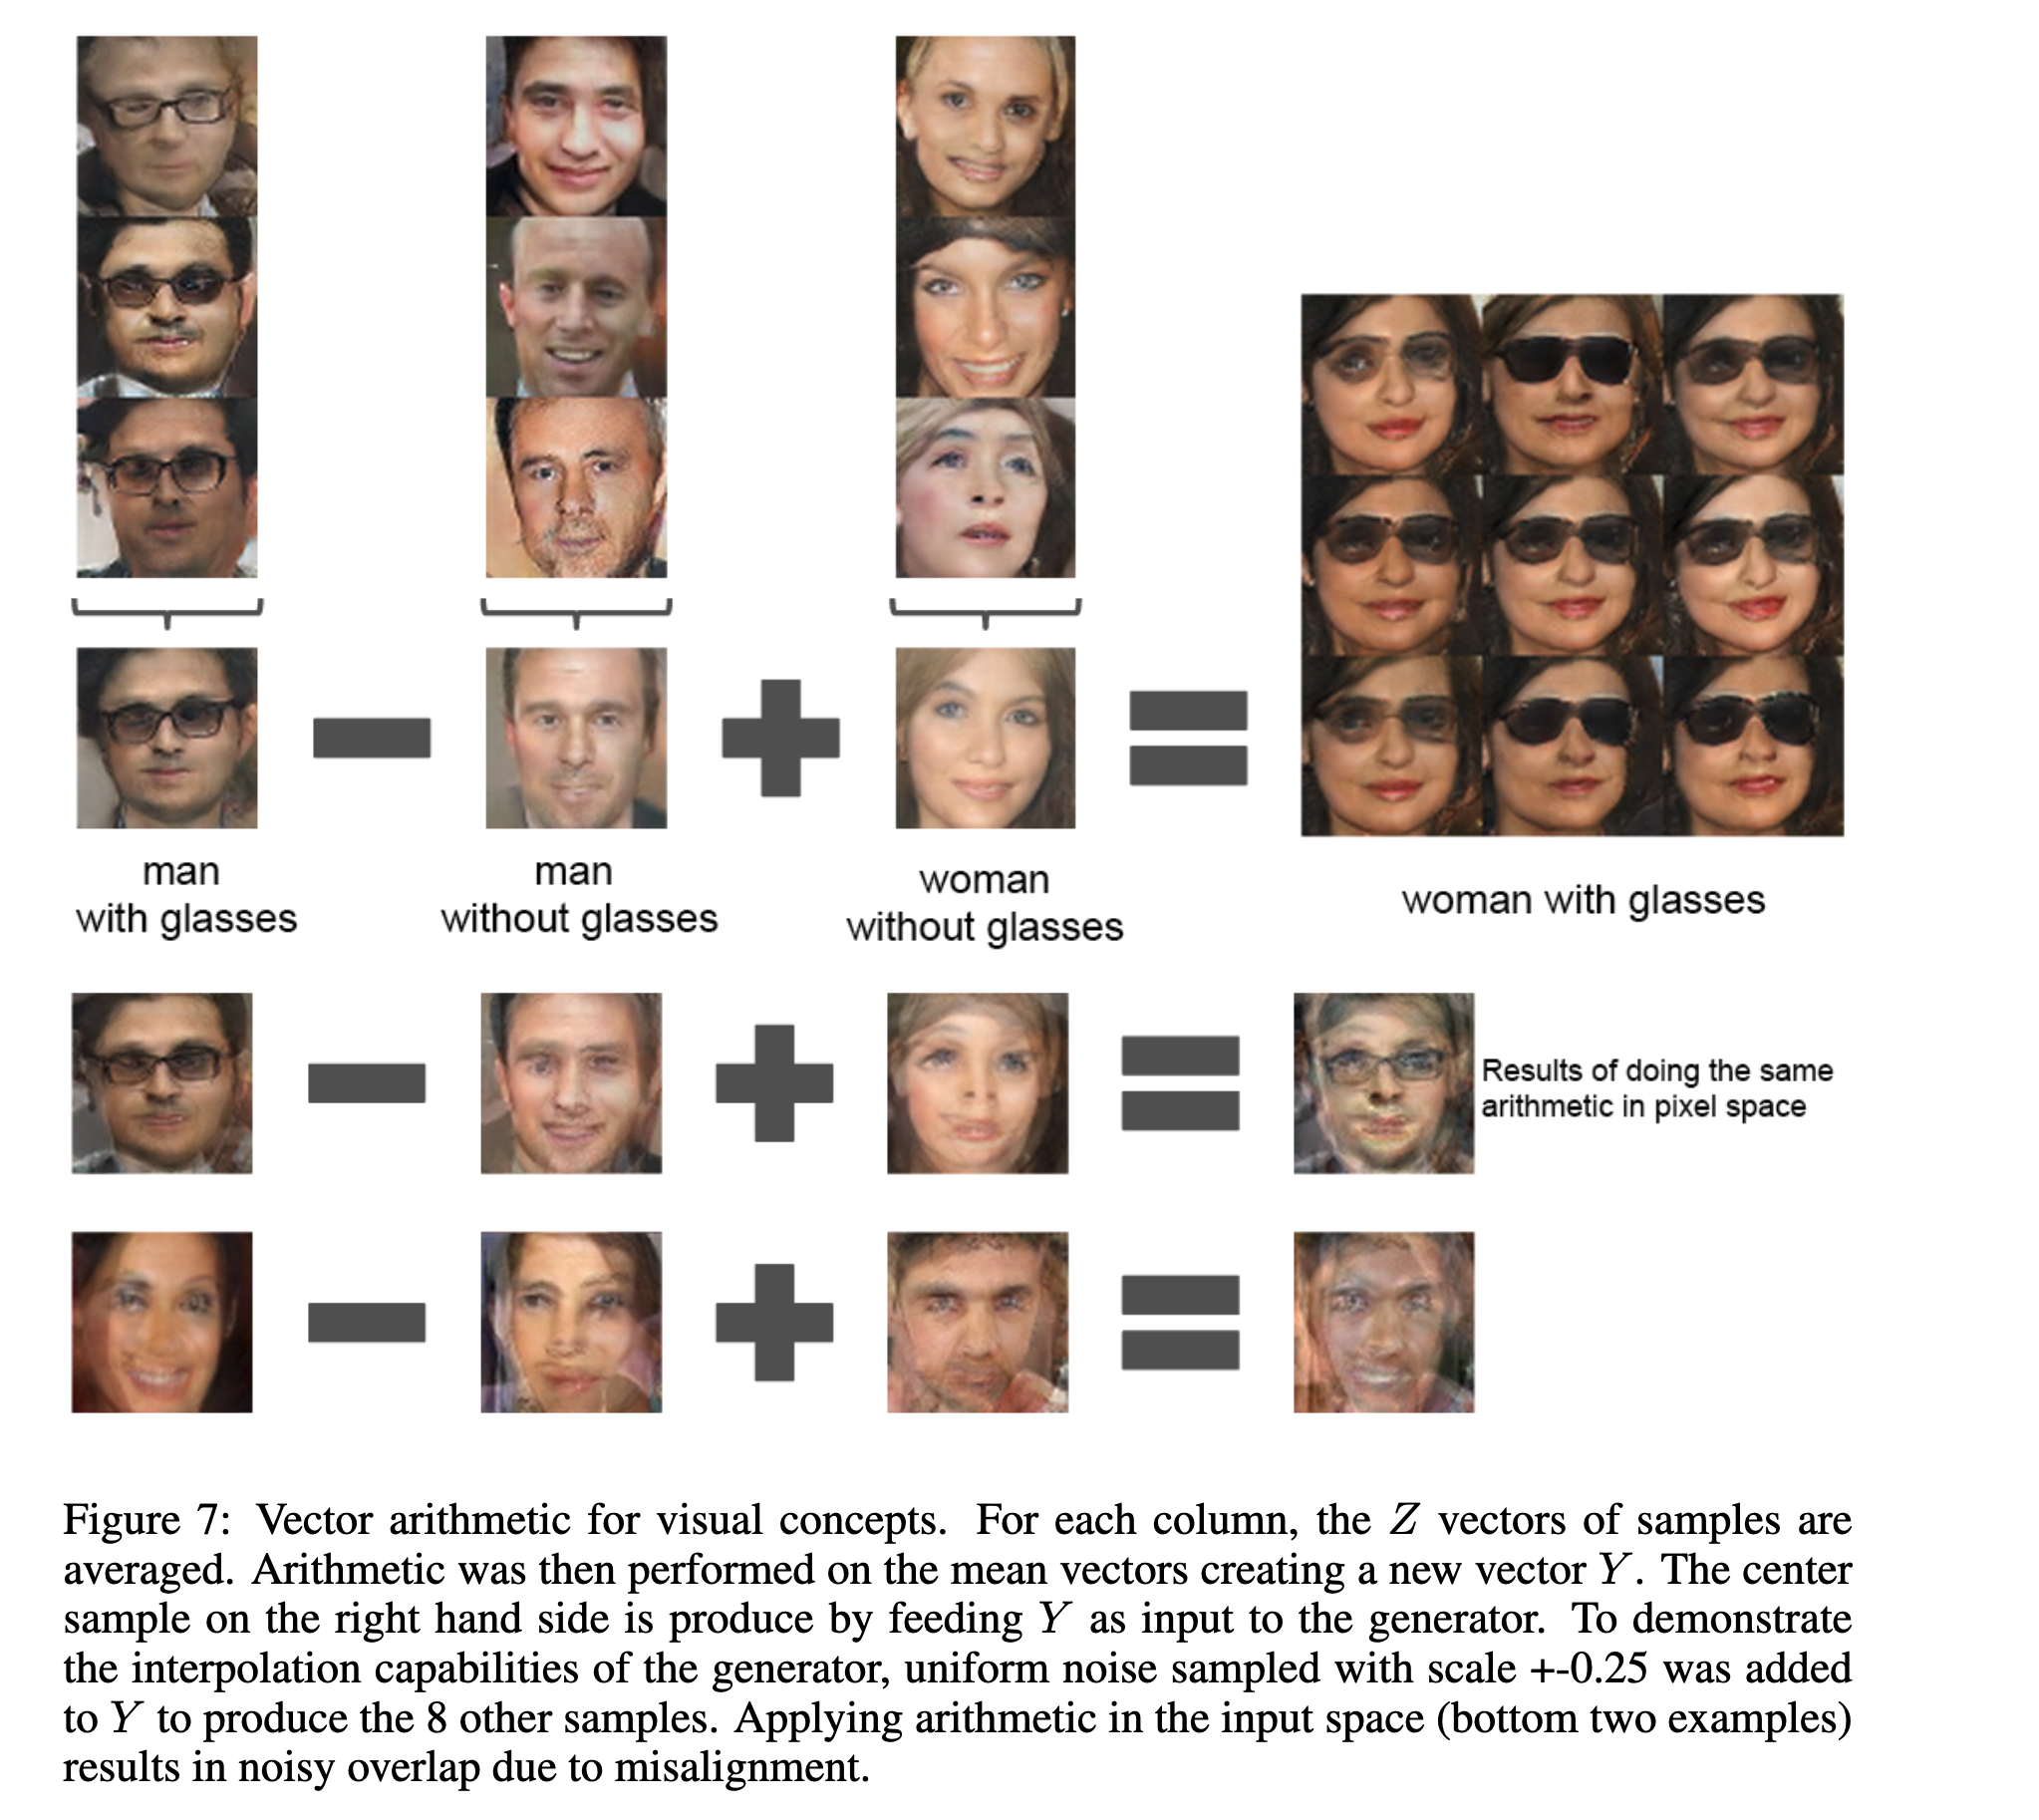 man
with glasses
man
without glasses
woman
without glasses
woman with glasses
Results of doing the same
arithmetic in pixel space
Figure 7: Vector arithmetic for visual concepts. For each column, the Z vectors of samples are
averaged. Arithmetic was then performed on the mean vectors creating a new vector Y. The center
sample on the right hand side is produce by feeding Y as input to the generator. To demonstrate
the interpolation capabilities of the generator, uniform noise sampled with scale +-0.25 was added
to Y to produce the 8 other samples. Applying arithmetic in the input space (bottom two examples)
results in noisy overlap due to misalignment.